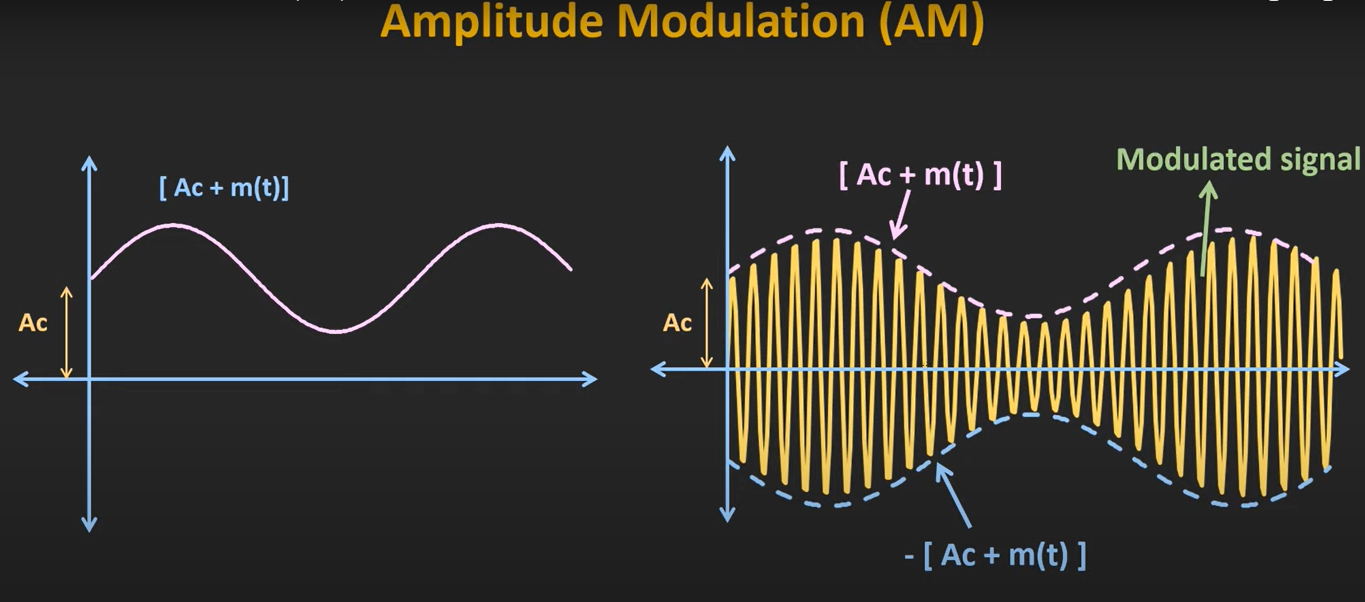 Amplitude Modulation (AM)
[ Ac + m(t)]
Ac
[ Ac + m(t) ]
Modulated signal
Ac
- [ Ac + m(t) ]